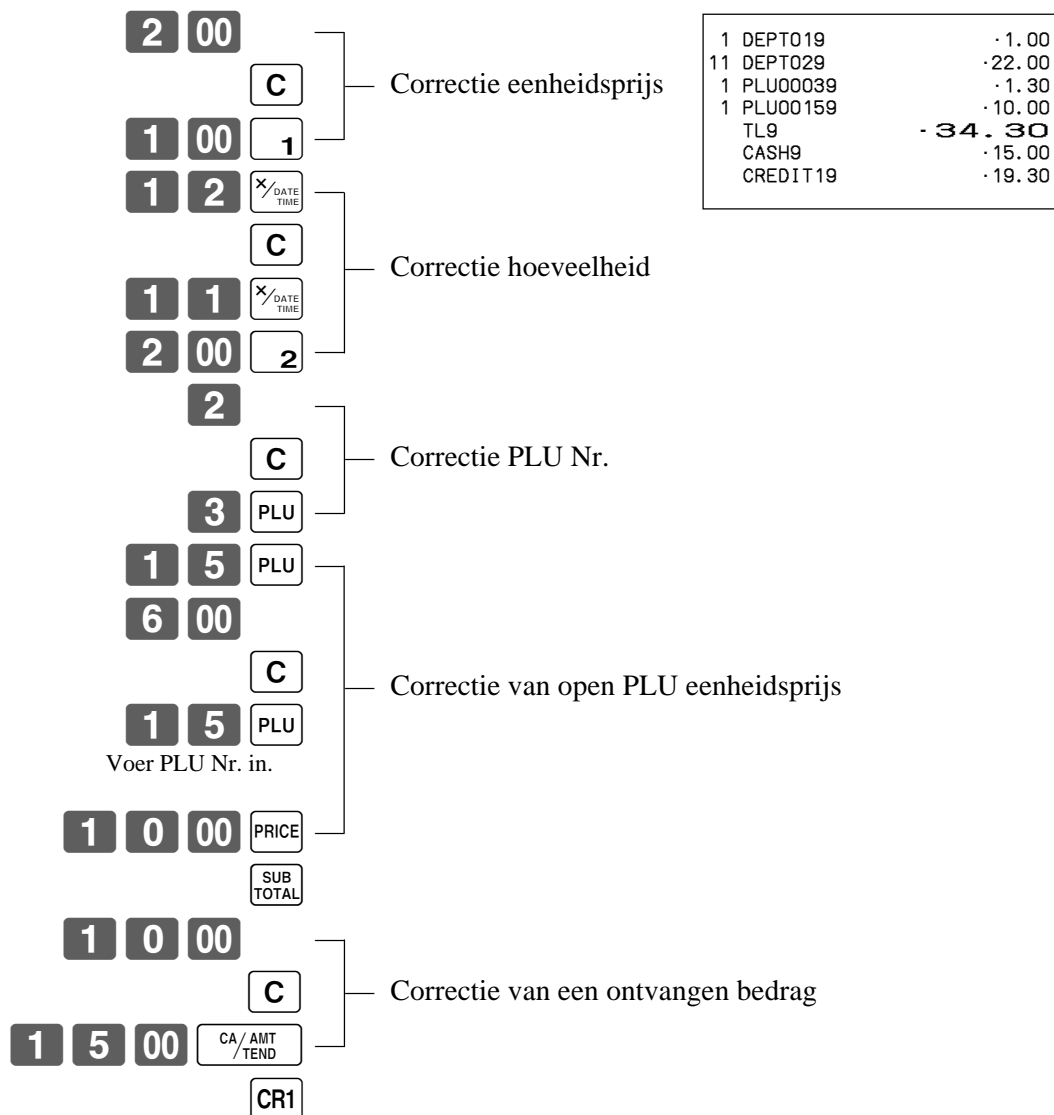 2 00
C
Correctie eenheidsprijs
1 00 1
1 2 ×/DATE TIME
C
Correctie hoeveelheid
1 1 ×/DATE TIME
2 00 2
2
C
Correctie PLU Nr.
3 PLU
1 5 PLU
6 00
C
Correctie van open PLU eenheidsprijs
1 5 PLU
Voer PLU Nr. in.
1 0 00 PRICE
SUB TOTAL
1 0 00
C
Correctie van een ontvangen bedrag
1 5 00 CA/AMT /TEND
CR1
1 DEPT019 ·1.00
11 DEPT029 ·22.00
1 PLU00039 ·1.30
1 PLU00159 ·10.00
TL9 ·34.30
CASH9 ·15.00
CREDIT19 ·19.30